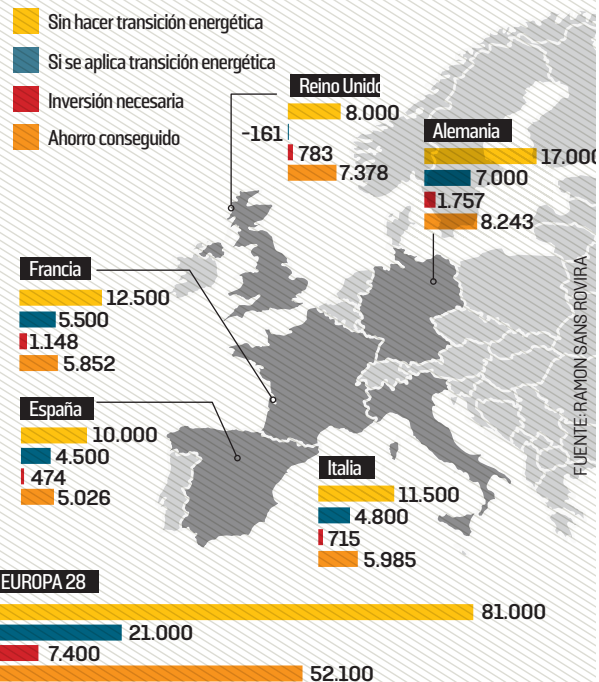 Sin hacer transición energética
Si se aplica transición energética
Inversión necesaria
Ahorro conseguido
Reino Unido
8.000
-161
783
7.378
Alemania
17.000
7.000
1.757
8.243
Francia
12.500
5.500
1.148
5.852
España
10.000
4.500
474
5.026
Italia
11.500
4.800
715
5.985
FUENTE: RAMON SANS ROVIRA
EUROPA 28
81.000
21.000
7.400
52.100